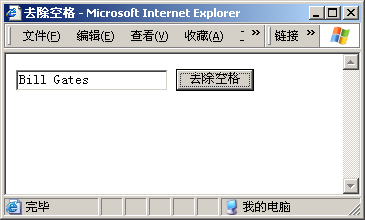 去除空格 - Microsoft Internet Explorer
文件(F) 编辑(E) 查看(V) 收藏(A) » 链接 »
Bill Gates 去除空格
完毕 我的电脑